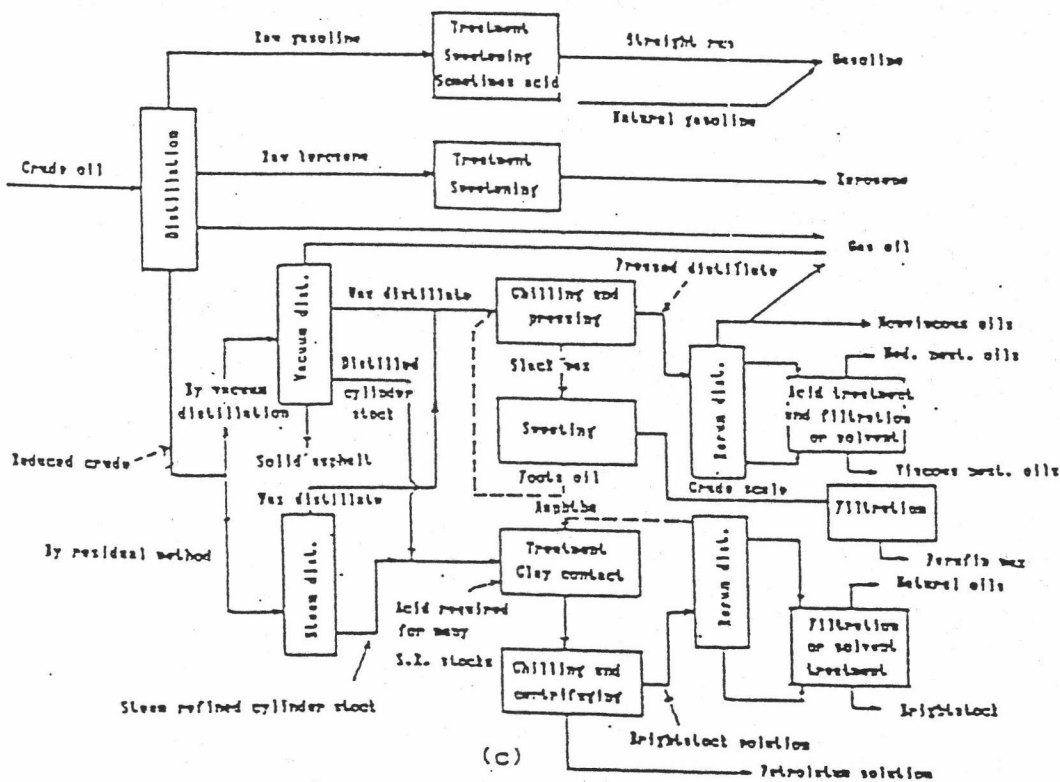 Raw gasoline
Treatment
Sweetening
Sometimes acid
Straight run
Gasoline
Natural gasoline
Crude oil
Distillation
Raw kerosene
Treatment
Sweetening
Kerosene
Gas oil
Pressed distillate
Vacuum dist.
Wax distillate
Chilling and
pressing
Nonviscous oils
Distilled
cylinder
stock
Slack wax
Rerun dist.
Med. neut. oils
By vacuum
distillation
Acid treatment
and filtration
or solvent
Sweating
Reduced crude
Solid asphalt
Foots oil
Viscous neut. oils
Crude scale
Wax distillate
Naphtha
Filtration
By residual method
Steam dist.
Treatment
Clay contact
Rerun dist.
Parafin wax
Natural oils
Acid required
for many
S.R. stocks
Filtration
or solvent
treatment
Chilling and
centrifuging
Steam refined cylinder stock
Brightstock
Brightstock solution
(c)
Petrolatum solution